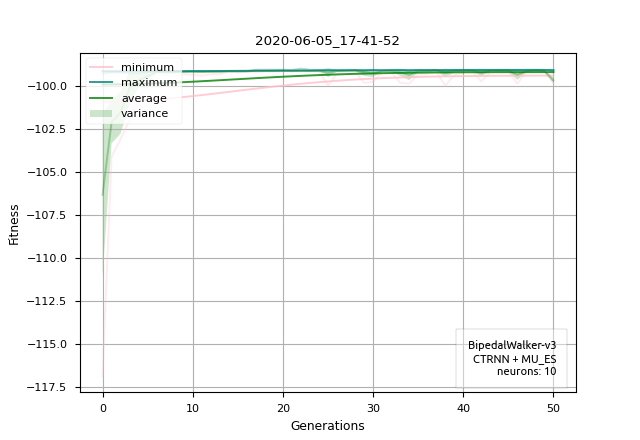 2020-06-05_17-41-52
minimum
maximum
average
variance
Fitness
−100.0
−102.5
−105.0
−107.5
−110.0
−112.5
−115.0
−117.5
BipedalWalker-v3
CTRNN + MU_ES
neurons: 10
0 10 20 30 40 50
Generations